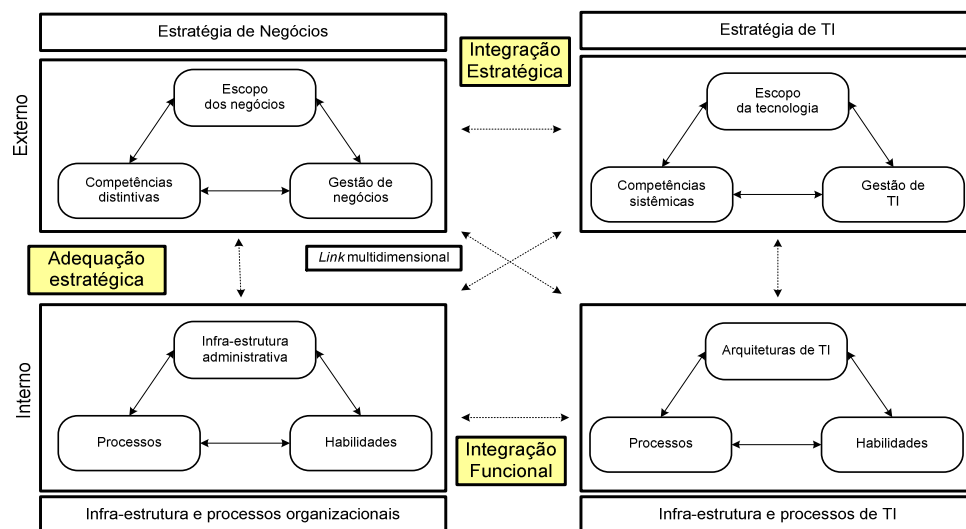 Estratégia de Negócios
Estratégia de TI
Integração
Estratégica
Externo
Escopo
dos negócios
Competências
distintivas
Gestão de
negócios
Escopo
da tecnologia
Competências
sistêmicas
Gestão de
TI
Adequação
estratégica
Link multidimensional
Interno
Infra-estrutura
administrativa
Processos
Habilidades
Arquiteturas de TI
Processos
Habilidades
Integração
Funcional
Infra-estrutura e processos organizacionais
Infra-estrutura e processos de TI